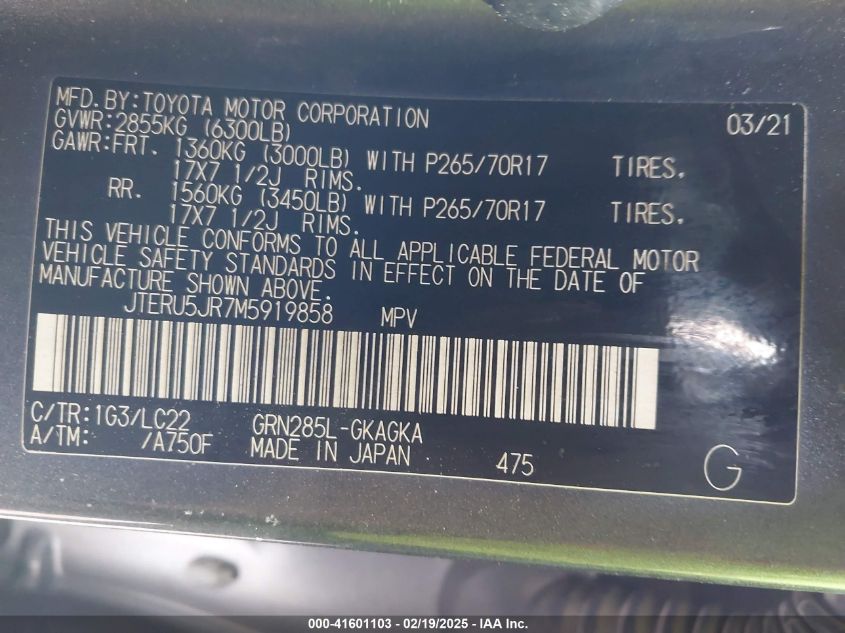 MFD. BY: TOYOTA MOTOR CORPORATION 03/21
GVWR: 2855KG (6300LB)
GAWR: FRT. 1360KG (3000LB) WITH P265/70R17 TIRES.
17X7 1/2J RIMS.
RR. 1560KG (3450LB) WITH P265/70R17 TIRES.
17X7 1/2J RIMS.
THIS VEHICLE CONFORMS TO ALL APPLICABLE FEDERAL MOTOR
VEHICLE SAFETY STANDARDS IN EFFECT ON THE DATE OF
MANUFACTURE SHOWN ABOVE.
JTERU5JR7M5919858 MPV
C/TR: 1G3/LC22 GRN285L-GKAGKA
A/TM: /A750F MADE IN JAPAN 475 G
000-41601103 - 02/19/2025 - IAA Inc.